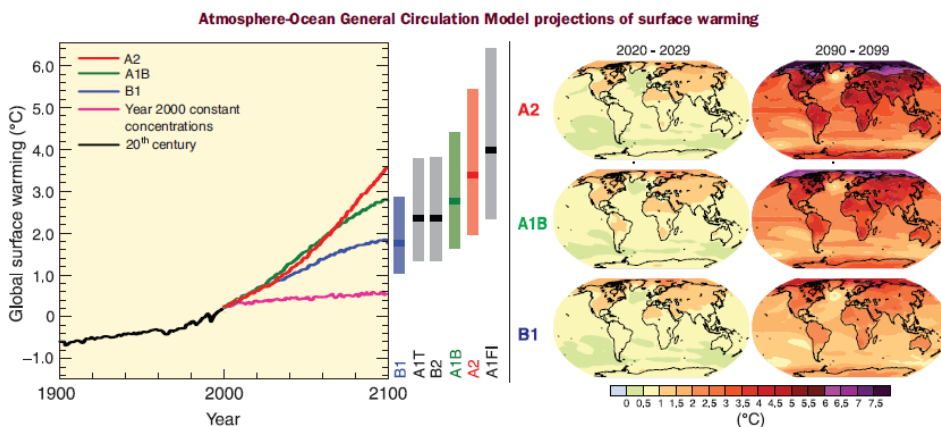 Atmosphere-Ocean General Circulation Model projections of surface warming
6,0
5.0
4.0
3.0
2.0
1.0
0
–1.0
Global surface warming (°C)
A2
A1B
B1
Year 2000 constant
concentrations
20th century
1900
2000
2100
Year
B1
A1T
B2
A1B
A2
A1FI
2020 - 2029
2090 - 2099
A2
A1B
B1
0 0,5 1 1,5 2 2,5 3 3,5 4 4,5 5 5,5 6 6,5 7 7,5
(°C)